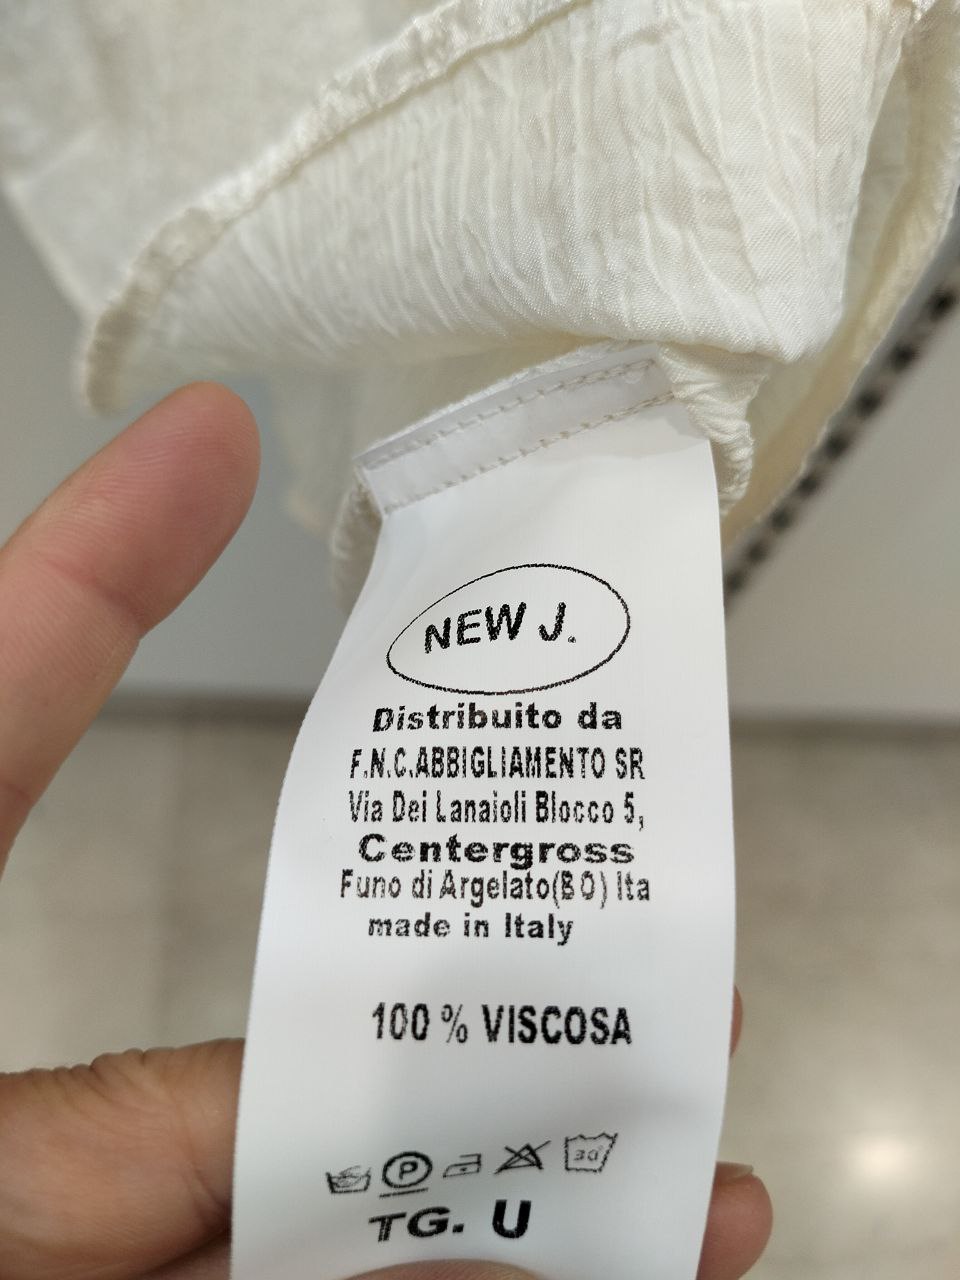 NEW J.
Distribuito da
F.N.C.ABBIGLIAMENTO SR
Via Dei Lanaioli Blocco 5,
Centergross
Funo di Argelato(BO) Ita
made in Italy
100 % VISCOSA
P 30°
TG. U